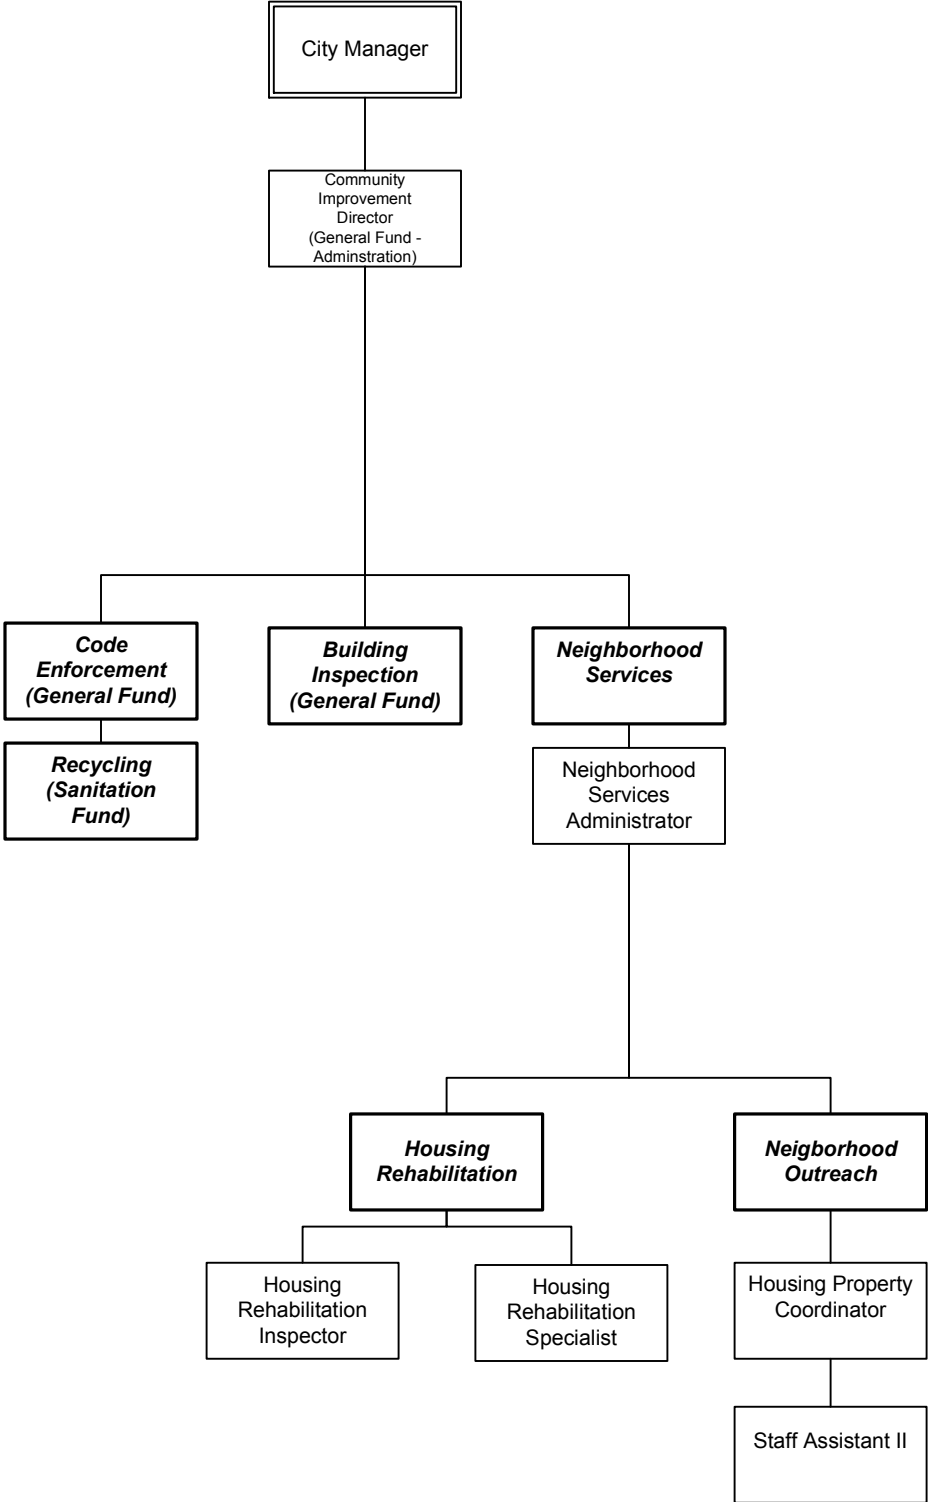 City Manager
Community
Improvement
Director
(General Fund -
Adminstration)
Code
Enforcement
(General Fund)
Building
Inspection
(General Fund)
Neighborhood
Services
Recycling
(Sanitation
Fund)
Neighborhood
Services
Administrator
Housing
Rehabilitation
Neigborhood
Outreach
Housing
Rehabilitation
Inspector
Housing
Rehabilitation
Specialist
Housing Property
Coordinator
Staff Assistant II